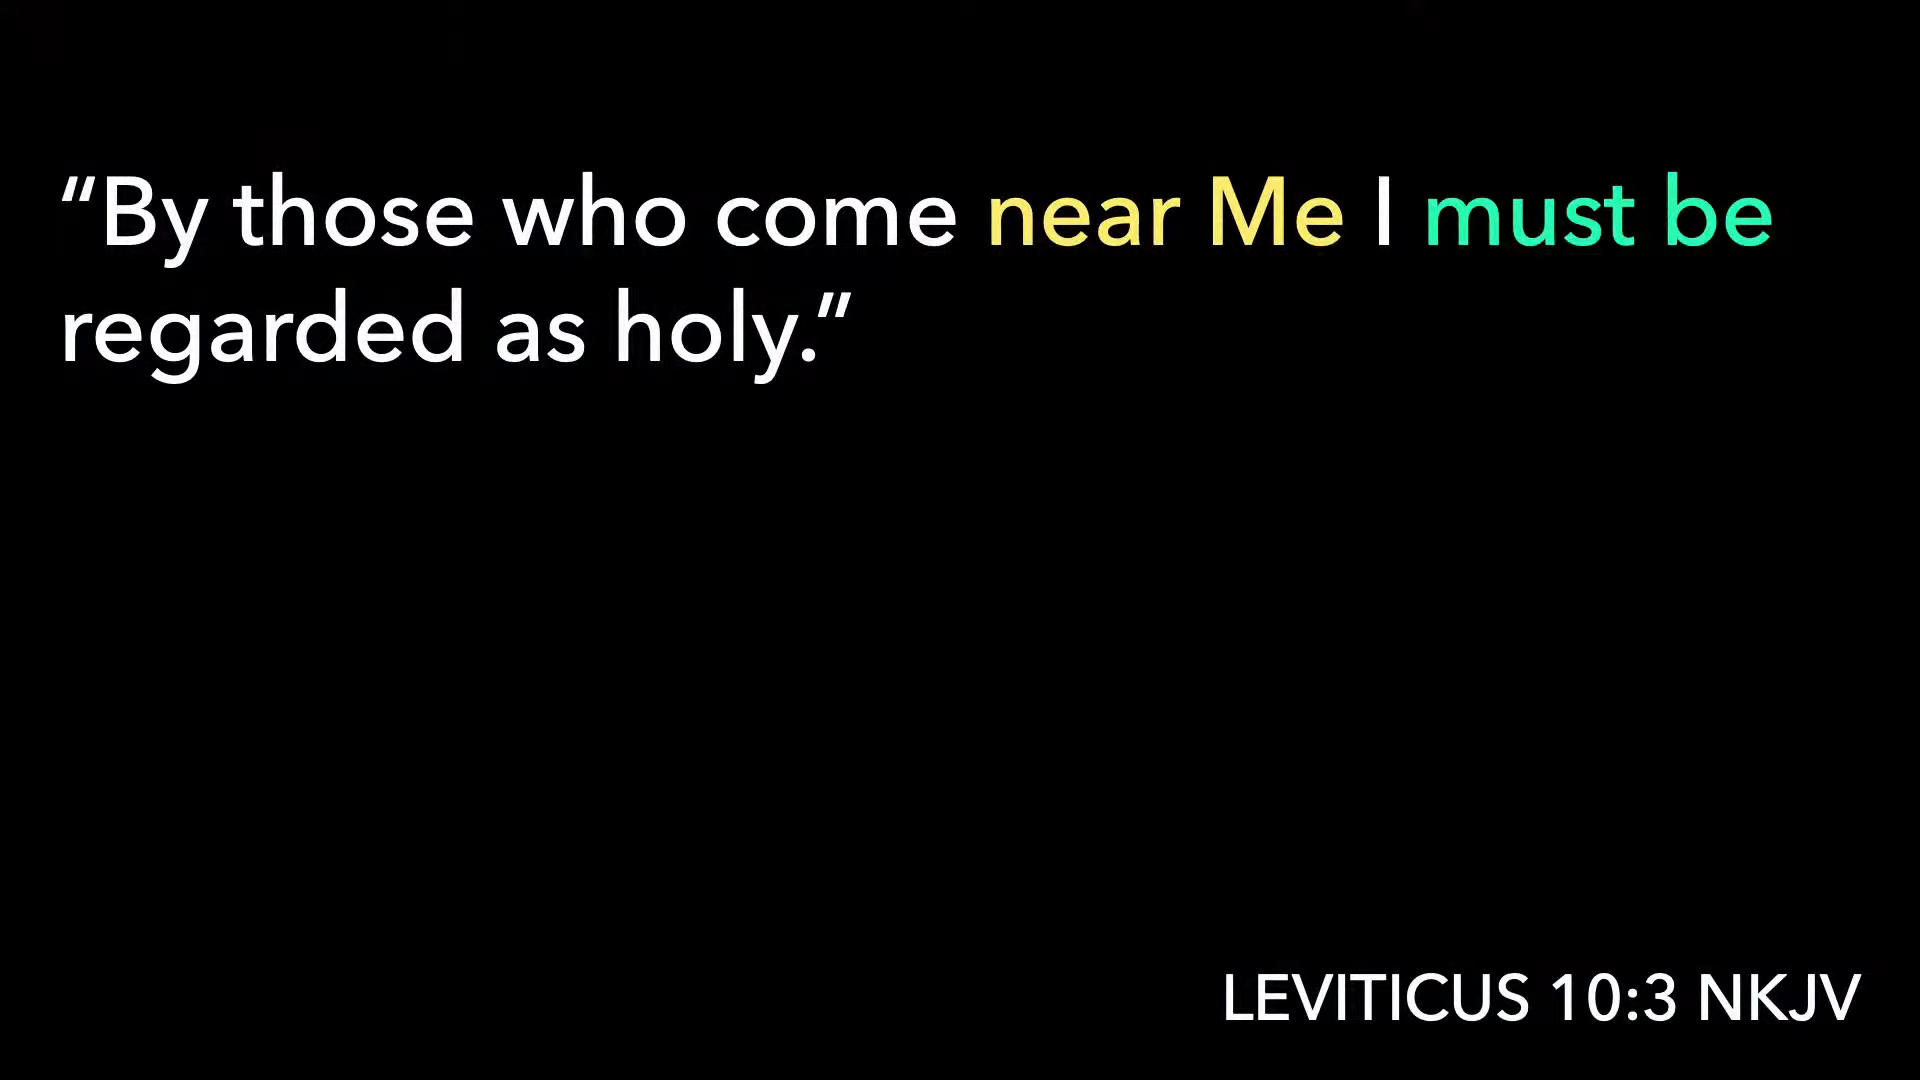 “By those who come near Me I must be
regarded as holy.”
LEVITICUS 10:3 NKJV